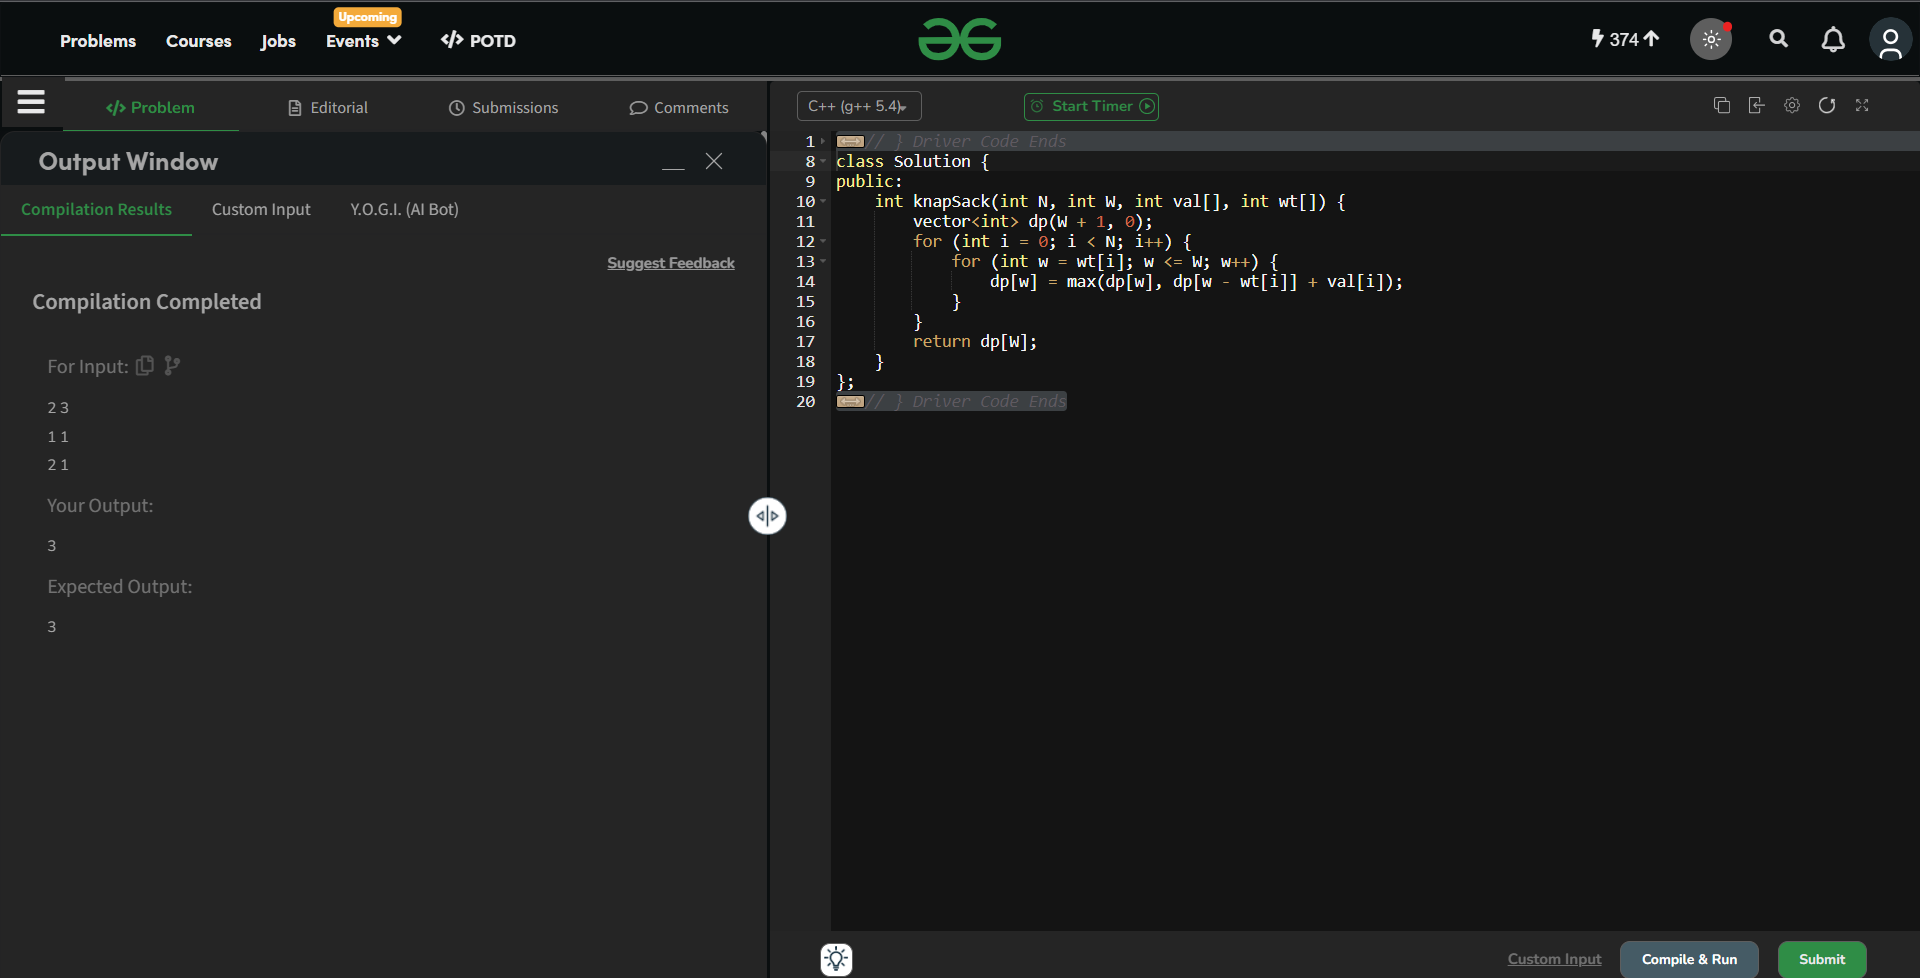 Upcoming
Problems Courses Jobs Events </> POTD
374
</> Problem Editorial Submissions Comments
Output Window
Compilation Results Custom Input Y.O.G.I. (AI Bot)
Suggest Feedback
Compilation Completed
For Input:
2 3
1 1
2 1
Your Output:
3
Expected Output:
3
C++ (g++ 5.4)
Start Timer
1 // } Driver Code Ends
8 class Solution {
9 public:
10 int knapSack(int N, int W, int val[], int wt[]) {
11 vector<int> dp(W + 1, 0);
12 for (int i = 0; i < N; i++) {
13 for (int w = wt[i]; w <= W; w++) {
14 dp[w] = max(dp[w], dp[w - wt[i]] + val[i]);
15 }
16 }
17 return dp[W];
18 }
19 };
20 // } Driver Code Ends
Custom Input Compile & Run Submit